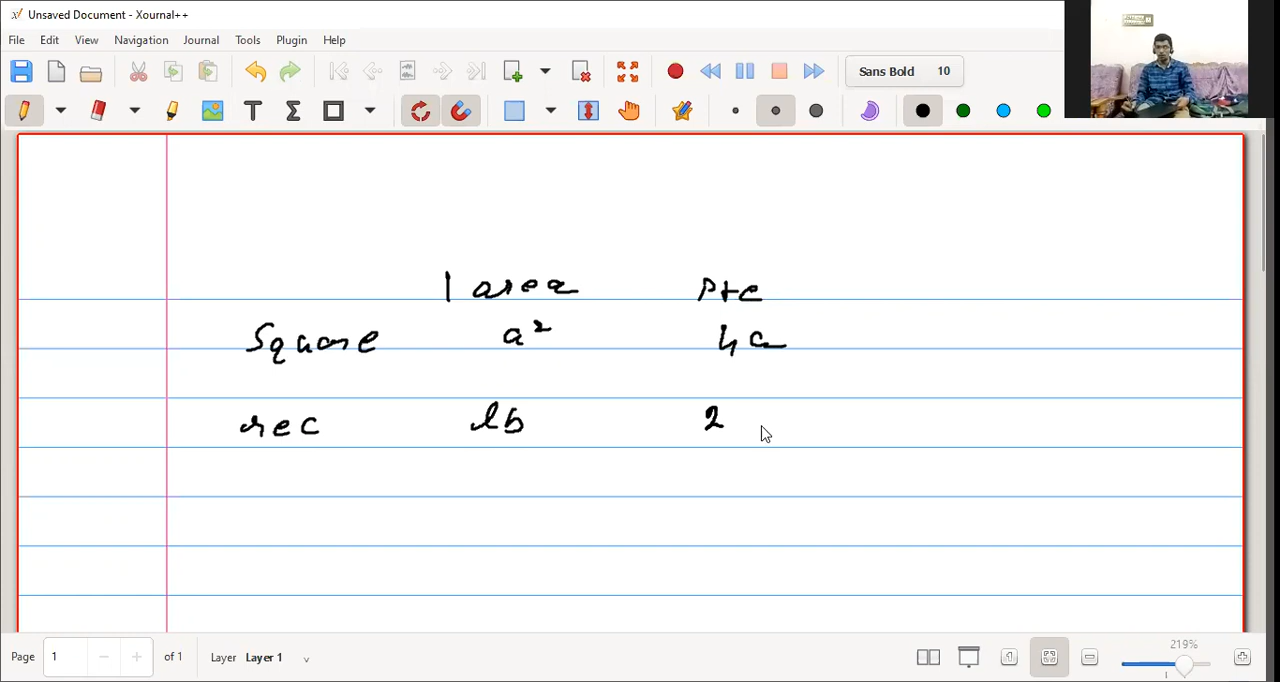 Unsaved Document - Xournal++
File Edit View Navigation Journal Tools Plugin Help
Sans Bold 10
area Pte
Square a² 4a
rec lb 2
Page 1 of 1 Layer Layer 1 219%